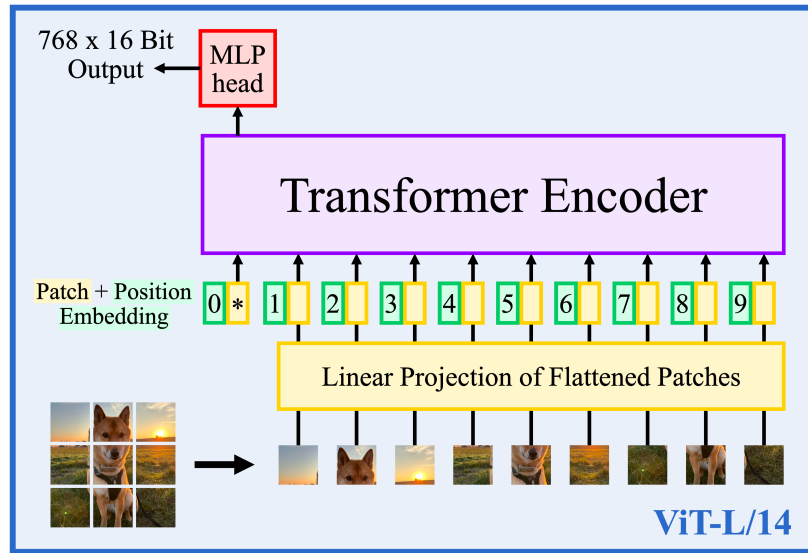 768 x 16 Bit
Output
MLP
head
Transformer Encoder
Patch + Position
Embedding
0 * 1 2 3 4 5 6 7 8 9
Linear Projection of Flattened Patches
ViT-L/14